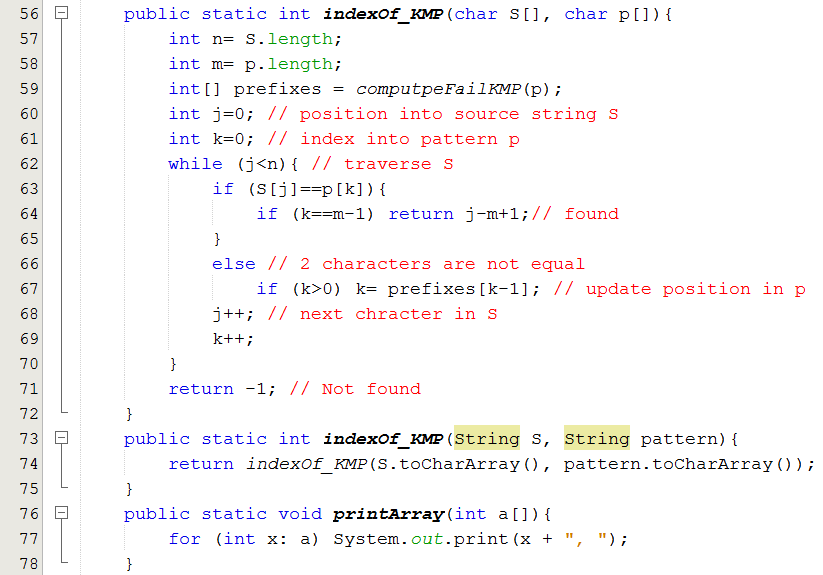 56 public static int indexOf_KMP(char S[], char p[]){
57 int n= S.length;
58 int m= p.length;
59 int[] prefixes = computpeFailKMP(p);
60 int j=0; // position into source string S
61 int k=0; // index into pattern p
62 while (j<n){ // traverse S
63 if (S[j]==p[k]){
64 if (k==m-1) return j-m+1;// found
65 }
66 else // 2 characters are not equal
67 if (k>0) k= prefixes[k-1]; // update position in p
68 j++; // next chracter in S
69 k++;
70 }
71 return -1; // Not found
72 }
73 public static int indexOf_KMP(String S, String pattern){
74 return indexOf_KMP(S.toCharArray(), pattern.toCharArray());
75 }
76 public static void printArray(int a[]){
77 for (int x: a) System.out.print(x + ", ");
78 }